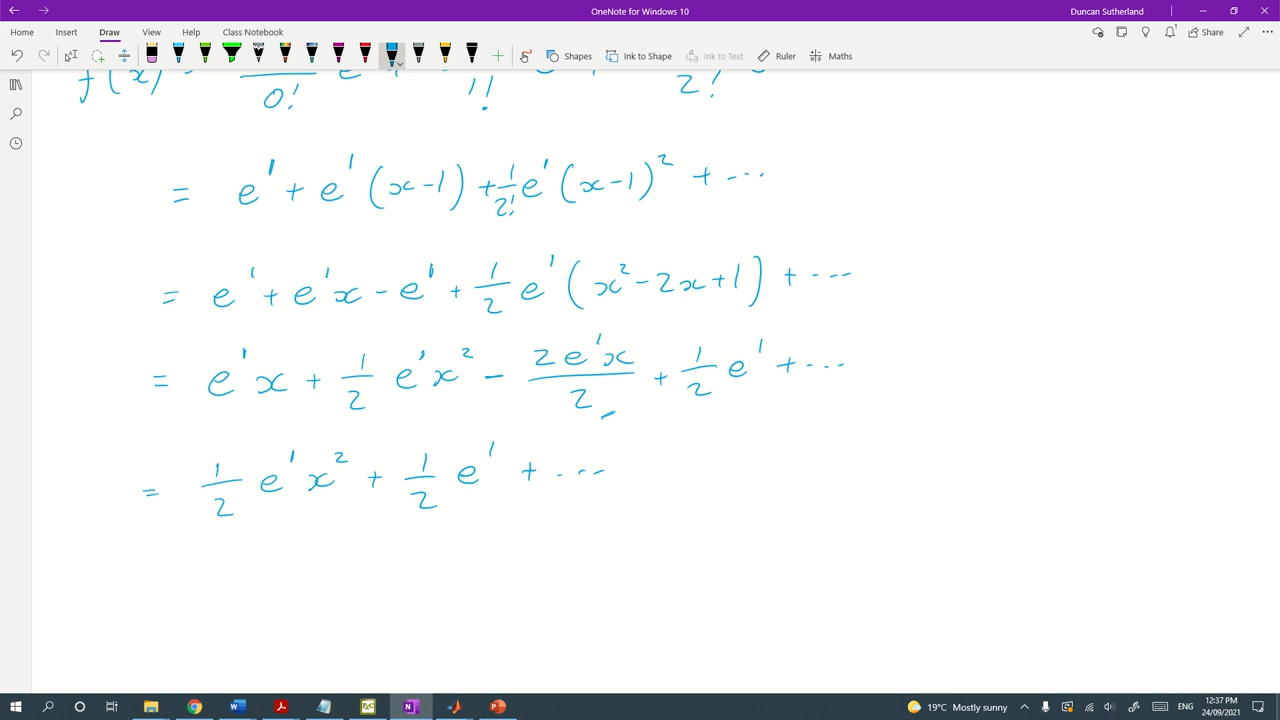 OneNote for Windows 10
Duncan Sutherland
Home Insert Draw View Help Class Notebook
Share
Shapes Ink to Shape Ink to Text Ruler Maths
f(x) 0! e 1! 2!
= e¹ + e¹(x-1) + 1/2! e¹(x-1)² + ...
= e¹ + e¹x - e¹ + 1/2 e¹(x² - 2x + 1) + ...
= e¹x + 1/2 e¹x² - 2e¹x/2 + 1/2 e¹ + ...
= 1/2 e¹x² + 1/2 e¹ + ...
19°C Mostly sunny
ENG
12:37 PM
24/09/2021